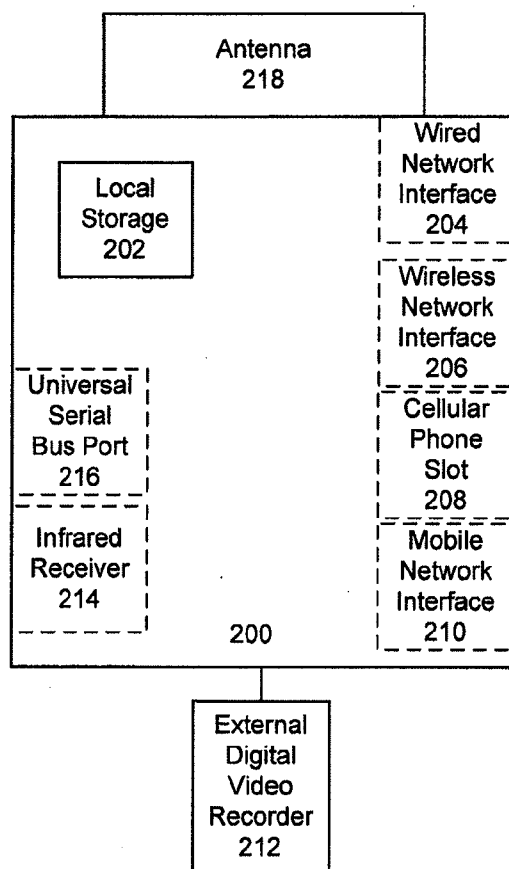 Antenna
218
Wired
Network
Interface
204
Local
Storage
202
Wireless
Network
Interface
206
Universal
Serial
Bus Port
216
Cellular
Phone
Slot
208
Infrared
Receiver
214
Mobile
Network
Interface
210
200
External
Digital
Video
Recorder
212